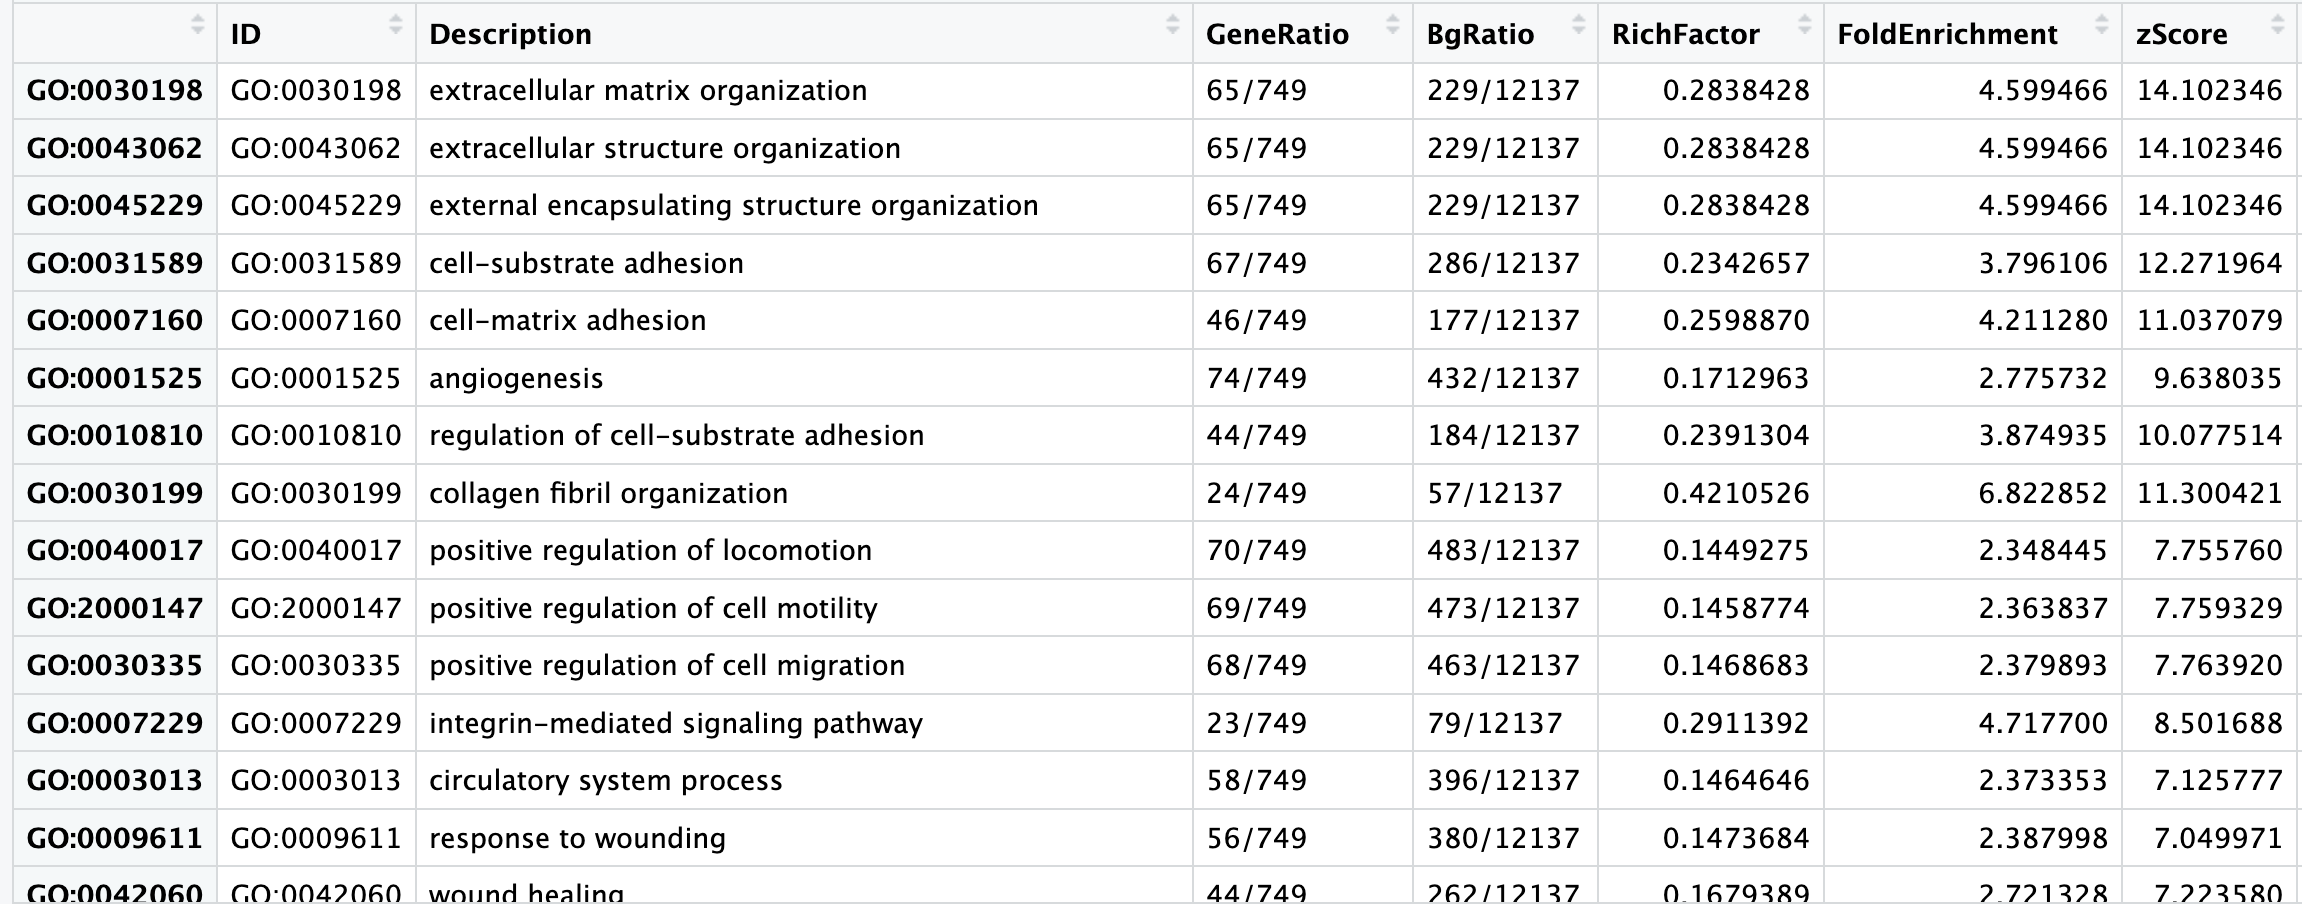 ID Description GeneRatio BgRatio RichFactor FoldEnrichment zScore
GO:0030198 GO:0030198 extracellular matrix organization 65/749 229/12137 0.2838428 4.599466 14.102346
GO:0043062 GO:0043062 extracellular structure organization 65/749 229/12137 0.2838428 4.599466 14.102346
GO:0045229 GO:0045229 external encapsulating structure organization 65/749 229/12137 0.2838428 4.599466 14.102346
GO:0031589 GO:0031589 cell-substrate adhesion 67/749 286/12137 0.2342657 3.796106 12.271964
GO:0007160 GO:0007160 cell-matrix adhesion 46/749 177/12137 0.2598870 4.211280 11.037079
GO:0001525 GO:0001525 angiogenesis 74/749 432/12137 0.1712963 2.775732 9.638035
GO:0010810 GO:0010810 regulation of cell-substrate adhesion 44/749 184/12137 0.2391304 3.874935 10.077514
GO:0030199 GO:0030199 collagen fibril organization 24/749 57/12137 0.4210526 6.822852 11.300421
GO:0040017 GO:0040017 positive regulation of locomotion 70/749 483/12137 0.1449275 2.348445 7.755760
GO:2000147 GO:2000147 positive regulation of cell motility 69/749 473/12137 0.1458774 2.363837 7.759329
GO:0030335 GO:0030335 positive regulation of cell migration 68/749 463/12137 0.1468683 2.379893 7.763920
GO:0007229 GO:0007229 integrin-mediated signaling pathway 23/749 79/12137 0.2911392 4.717700 8.501688
GO:0003013 GO:0003013 circulatory system process 58/749 396/12137 0.1464646 2.373353 7.125777
GO:0009611 GO:0009611 response to wounding 56/749 380/12137 0.1473684 2.387998 7.049971
GO:0042060 GO:0042060 wound healing 44/749 262/12137 0.1679389 2.721328 7.223580